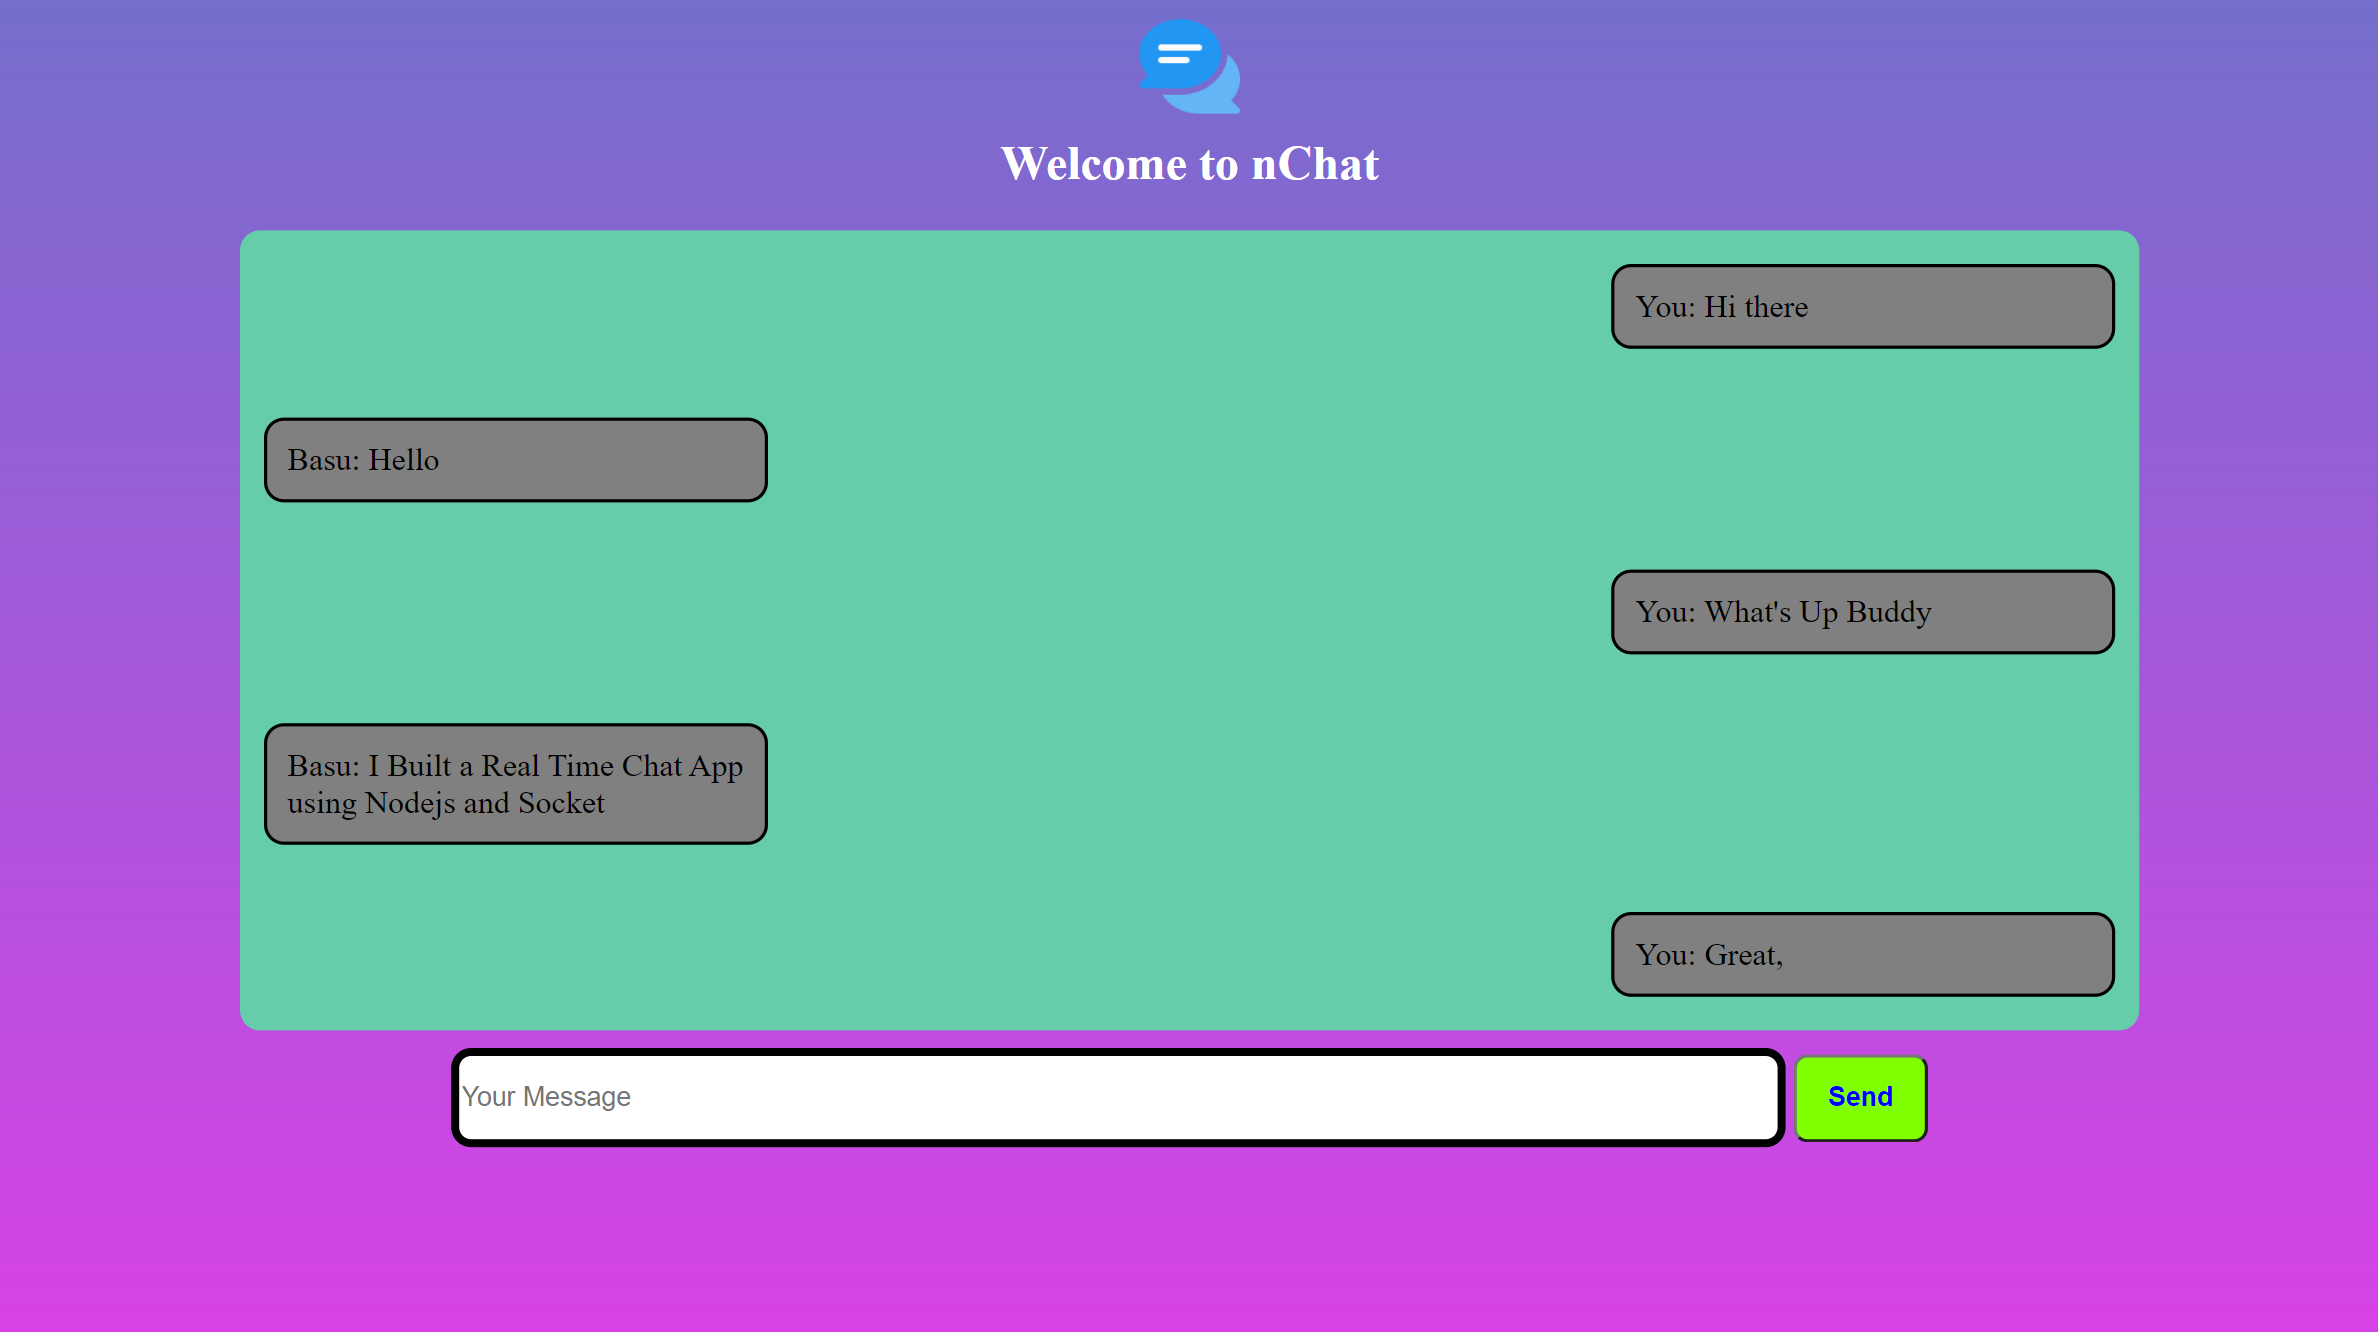 Welcome to nChat
You: Hi there
Basu: Hello
You: What's Up Buddy
Basu: I Built a Real Time Chat App
using Nodejs and Socket
You: Great,
Your Message
Send